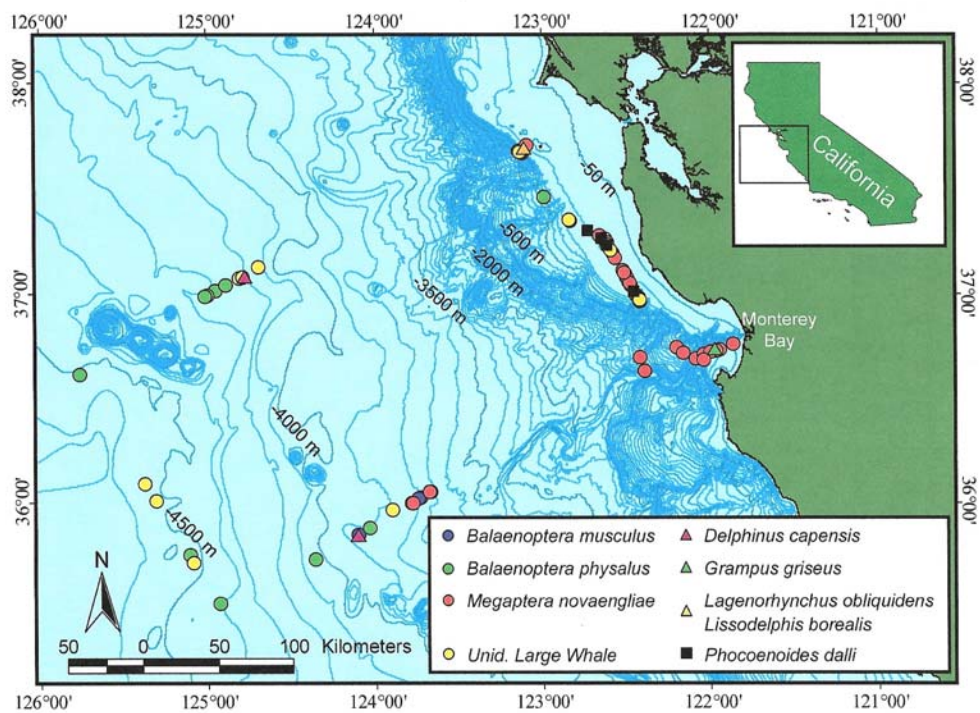 126°00' 125°00' 124°00' 123°00' 122°00' 121°00'
38°00'
38°00'
California
-50 m
-500 m
-2000 m
-3500 m
37°00'
37°00'
Monterey
Bay
-4000 m
36°00'
36°00'
-4500 m
N
50 0 50 100 Kilometers
Balaenoptera musculus
Balaenoptera physalus
Megaptera novaengliae
Unid. Large Whale
Delphinus capensis
Grampus griseus
Lagenorhynchus obliquidens
Lissodelphis borealis
Phocoenoides dalli
126°00' 125°00' 124°00' 123°00' 122°00' 121°00'